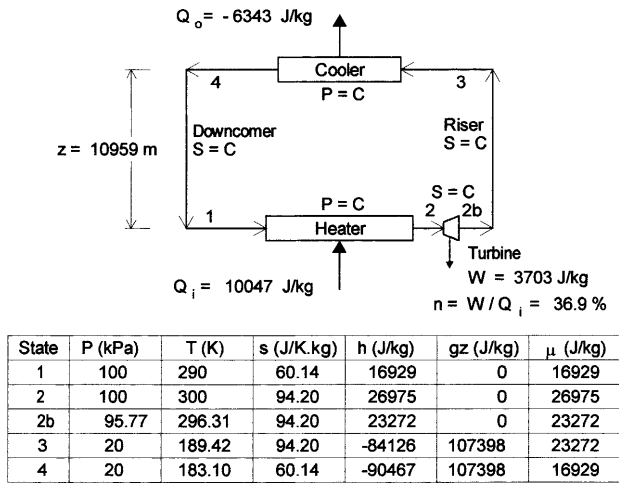 Q o = - 6343 J/kg
Cooler
4
P = C
3
Downcomer
S = C
Riser
S = C
z = 10959 m
S = C
P = C
2
2b
1
Heater
Turbine
W = 3703 J/kg
Q i = 10047 J/kg
n = W / Q i = 36.9 %
State P (kPa) T (K) s (J/K.kg) h (J/kg) gz (J/kg) μ (J/kg)
1 100 290 60.14 16929 0 16929
2 100 300 94.20 26975 0 26975
2b 95.77 296.31 94.20 23272 0 23272
3 20 189.42 94.20 -84126 107398 23272
4 20 183.10 60.14 -90467 107398 16929